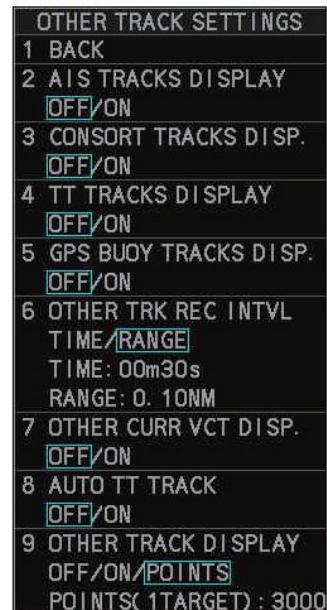 OTHER TRACK SETTINGS
1 BACK
2 AIS TRACKS DISPLAY
OFF/ON
3 CONSORT TRACKS DISP.
OFF/ON
4 TT TRACKS DISPLAY
OFF/ON
5 GPS BUOY TRACKS DISP.
OFF/ON
6 OTHER TRK REC INTVL
TIME/RANGE
TIME: 00m30s
RANGE: 0.10NM
7 OTHER CURR VCT DISP.
OFF/ON
8 AUTO TT TRACK
OFF/ON
9 OTHER TRACK DISPLAY
OFF/ON/POINTS
POINTS(1TARGET): 3000